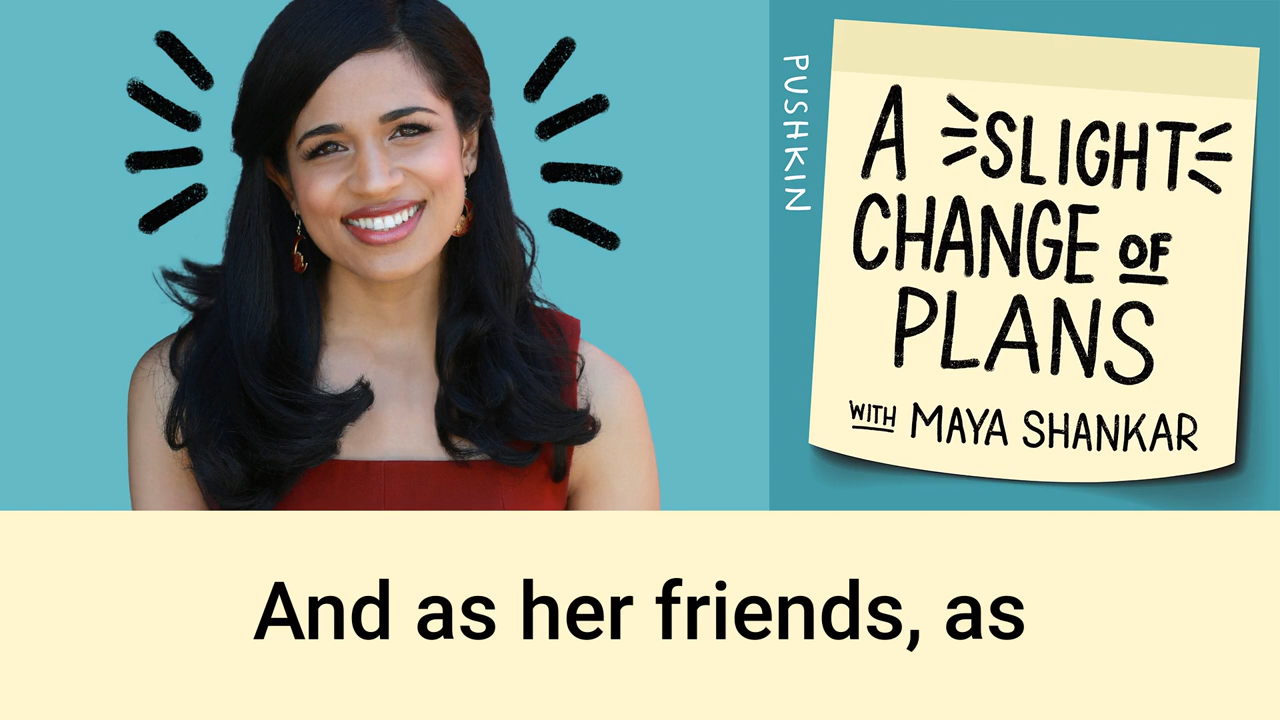 PUSHKIN
A SLIGHT
CHANGE OF
PLANS
WITH MAYA SHANKAR
And as her friends, as